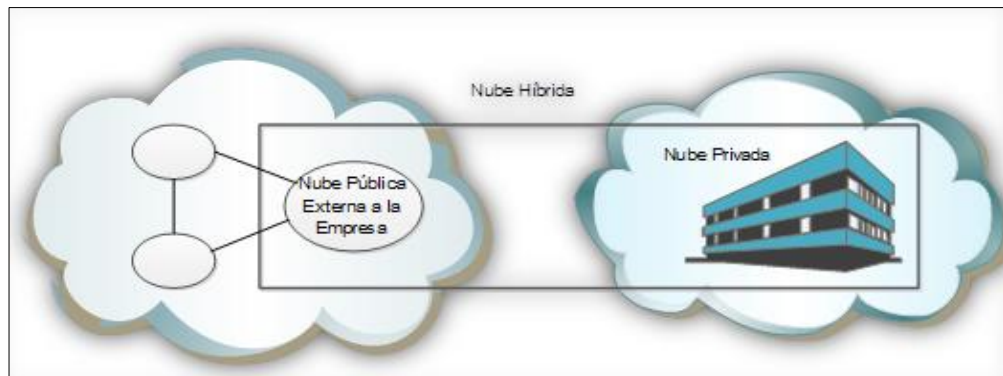 Nube Híbrida
Nube Privada
Nube Pública
Externa a la
Empresa